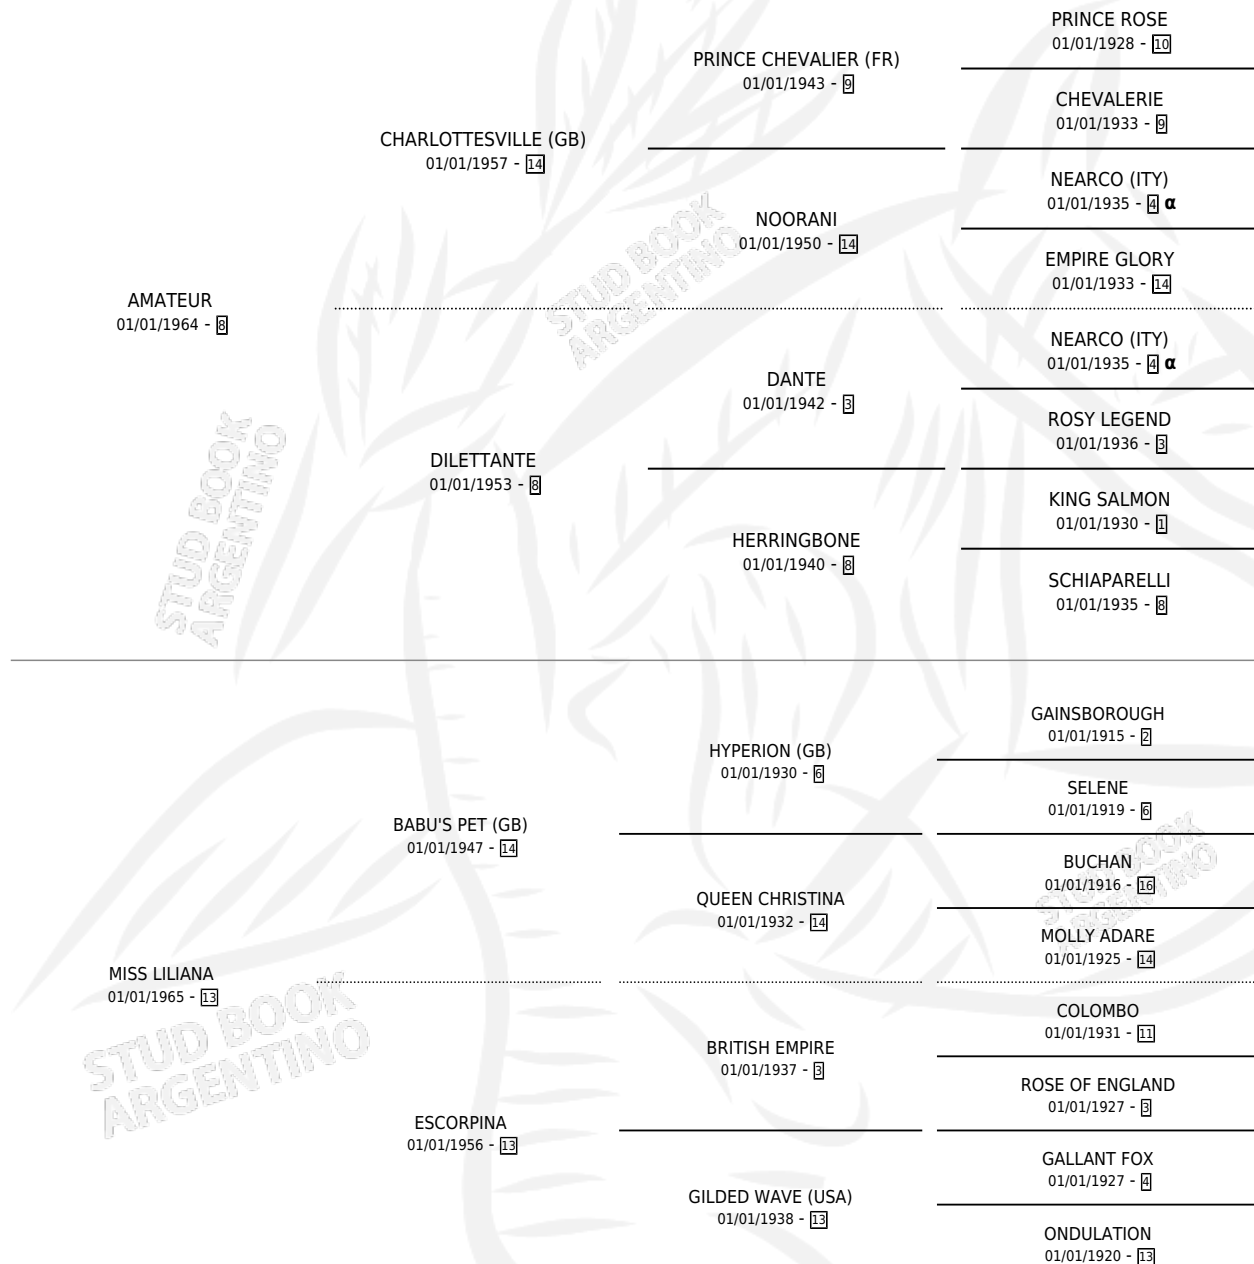 PRINCE ROSE
01/01/1928 - 10
PRINCE CHEVALIER (FR)
01/01/1943 - 9
CHEVALERIE
01/01/1933 - 9
CHARLOTTESVILLE (GB)
01/01/1957 - 14
NEARCO (ITY)
01/01/1935 - 4 α
NOORANI
01/01/1950 - 14
EMPIRE GLORY
01/01/1933 - 14
AMATEUR
01/01/1964 - 8
NEARCO (ITY)
01/01/1935 - 4 α
DANTE
01/01/1942 - 3
ROSY LEGEND
01/01/1936 - 3
DILETTANTE
01/01/1953 - 8
KING SALMON
01/01/1930 - 1
HERRINGBONE
01/01/1940 - 8
SCHIAPARELLI
01/01/1935 - 8
GAINSBOROUGH
01/01/1915 - 2
HYPERION (GB)
01/01/1930 - 6
SELENE
01/01/1919 - 6
BABU'S PET (GB)
01/01/1947 - 14
BUCHAN
01/01/1916 - 16
QUEEN CHRISTINA
01/01/1932 - 14
MOLLY ADARE
01/01/1925 - 14
MISS LILIANA
01/01/1965 - 13
COLOMBO
01/01/1931 - 11
BRITISH EMPIRE
01/01/1937 - 3
ROSE OF ENGLAND
01/01/1927 - 3
ESCORPINA
01/01/1956 - 13
GALLANT FOX
01/01/1927 - 4
GILDED WAVE (USA)
01/01/1938 - 13
ONDULATION
01/01/1920 - 13
STUD BOOK
ARGENTINO
STUD BOOK
ARGENTINO
STUD BOOK
ARGENTINO
STUD BOOK
ARGENTINO